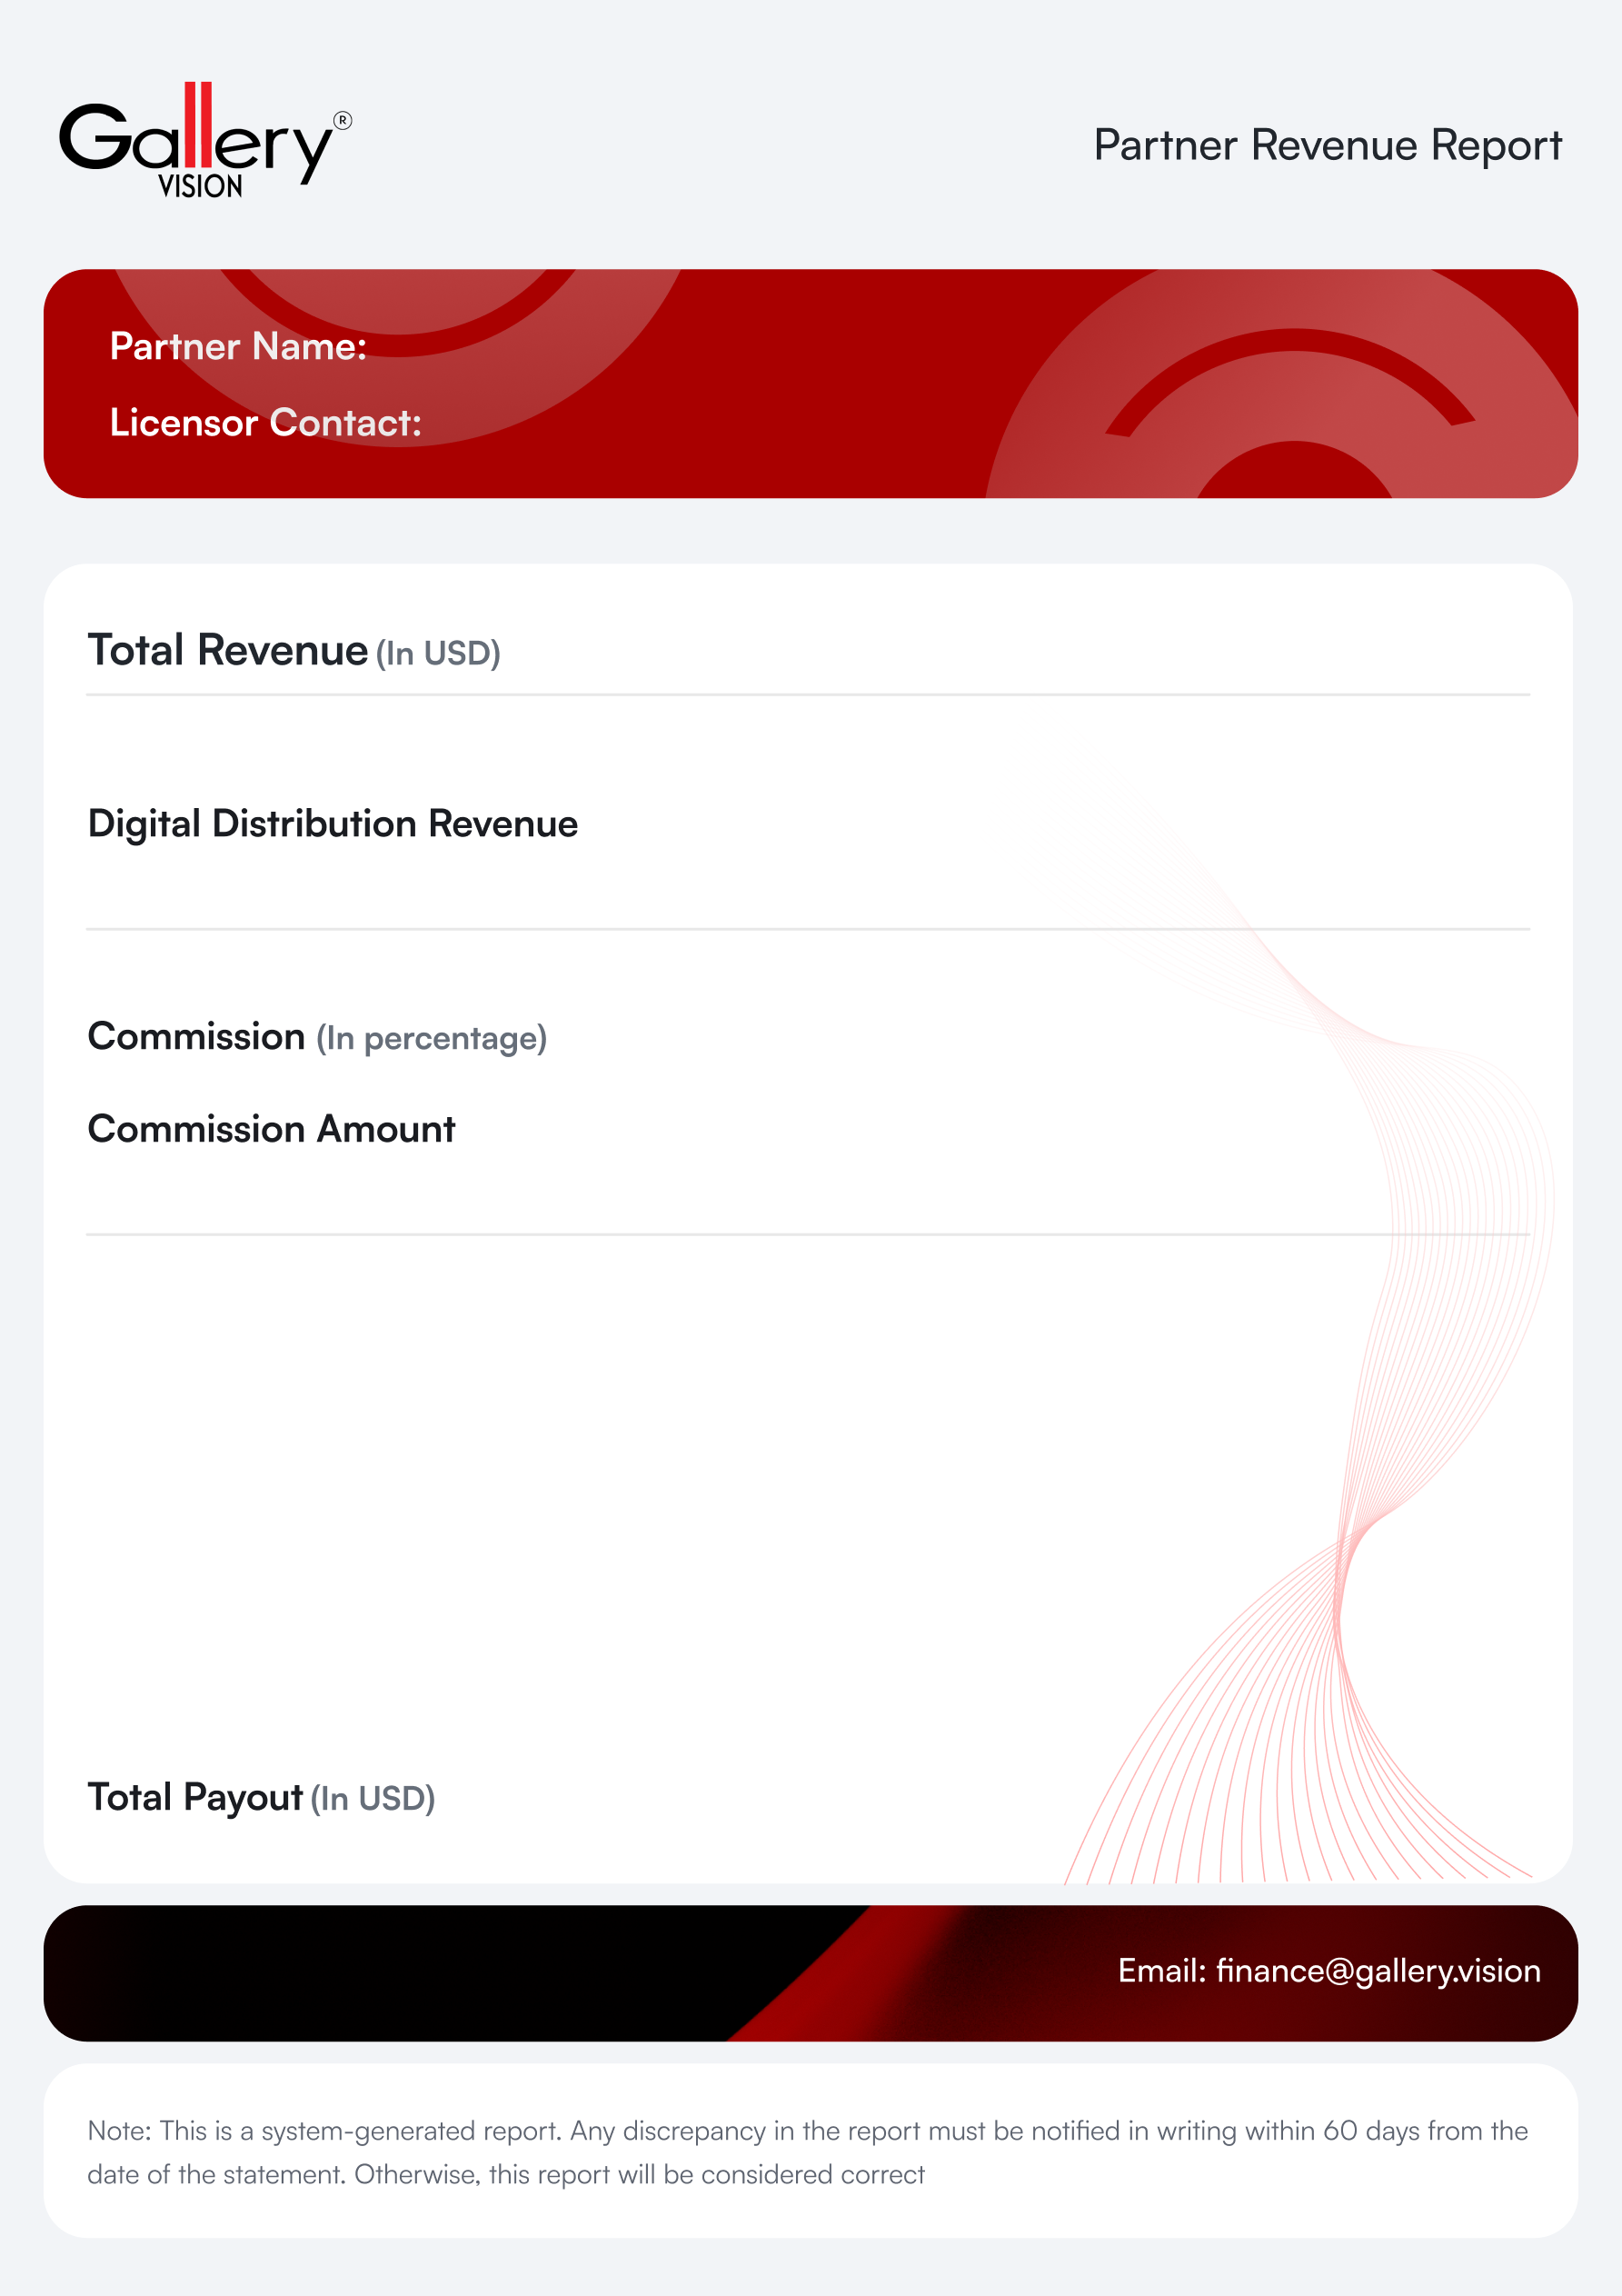 Gallery®
VISION
Partner Revenue Report
Partner Name:
Licensor Contact:
Total Revenue (In USD)
Digital Distribution Revenue
Commission (In percentage)
Commission Amount
Total Payout (In USD)
Email: finance@gallery.vision
Note: This is a system-generated report. Any discrepancy in the report must be notified in writing within 60 days from the
date of the statement. Otherwise, this report will be considered correct